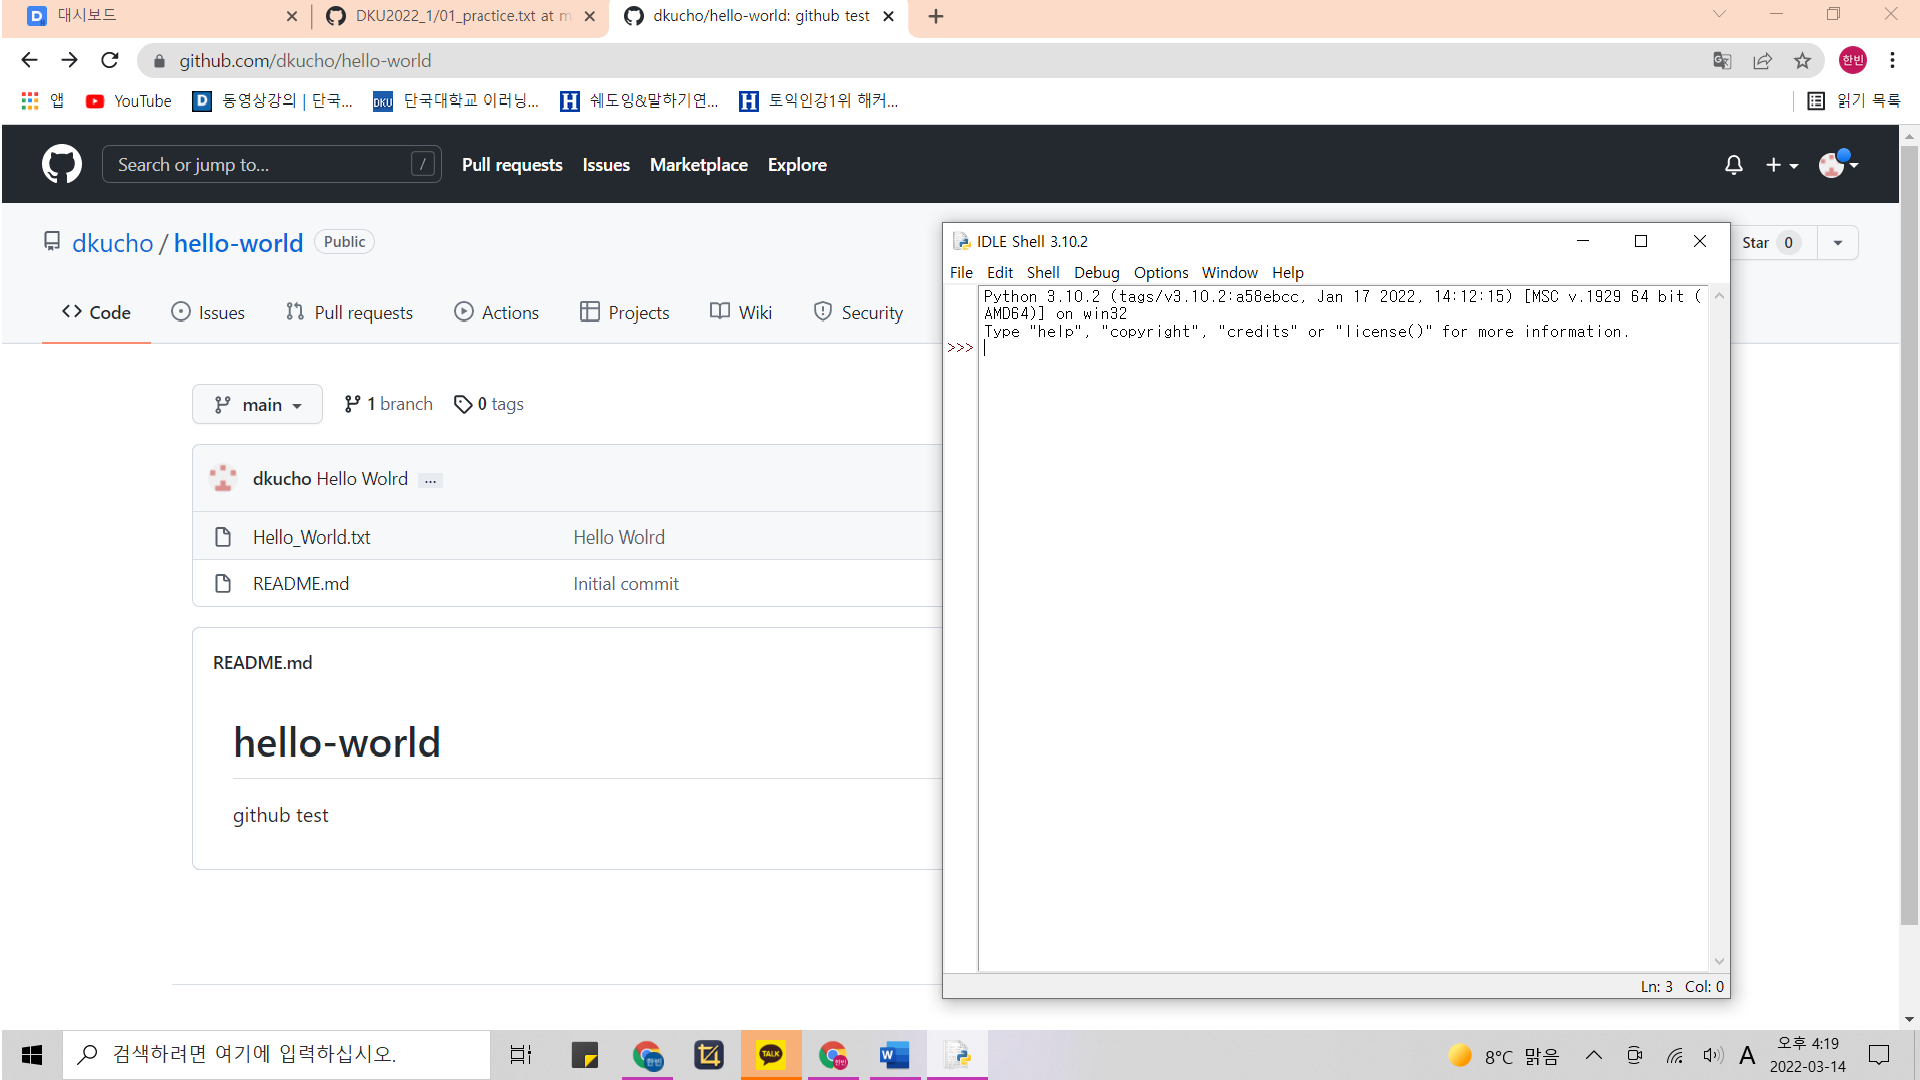 대시보드
DKU2022_1/01_practice.txt at m
dkucho/hello-world: github test
github.com/dkucho/hello-world
한빈
앱
YouTube
동영상강의 | 단국...
DKU
단국대학교 이러닝...
쉐도잉&말하기연...
토익인강1위 해커...
읽기 목록
Search or jump to...
/
Pull requests
Issues
Marketplace
Explore
dkucho / hello-world
Public
Star 0
Code
Issues
Pull requests
Actions
Projects
Wiki
Security
main
1 branch
0 tags
dkucho Hello Wolrd ...
Hello_World.txt
Hello Wolrd
README.md
Initial commit
README.md
hello-world
github test
IDLE Shell 3.10.2
File Edit Shell Debug Options Window Help
Python 3.10.2 (tags/v3.10.2:a58ebcc, Jan 17 2022, 14:12:15) [MSC v.1929 64 bit (
AMD64)] on win32
Type "help", "copyright", "credits" or "license()" for more information.
>>>
Ln: 3 Col: 0
검색하려면 여기에 입력하십시오.
TALK
8°C 맑음
A
오후 4:19
2022-03-14